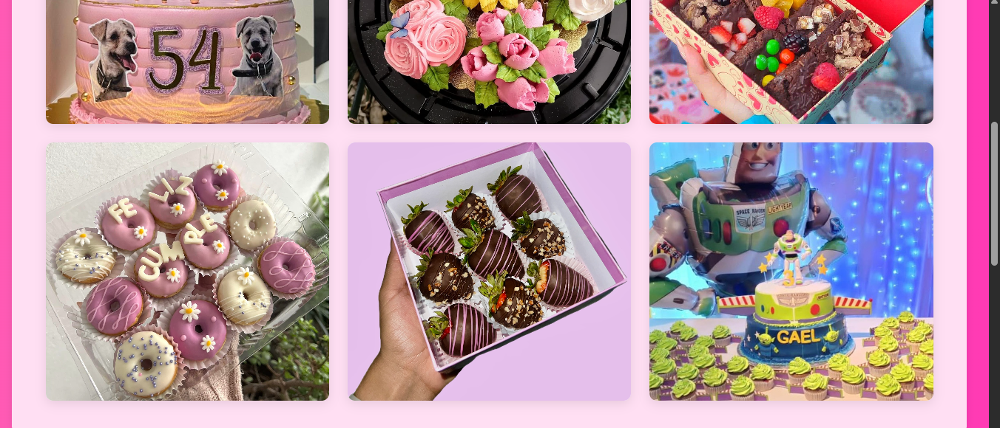 54
FE
LIZ
CUM
PLE
SPACE RANGER
LIGHTYEAR
GAEL